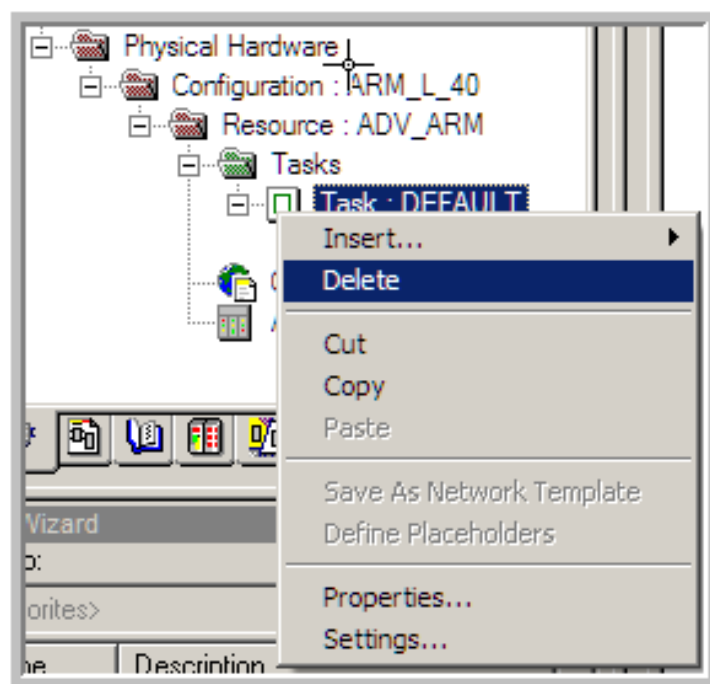 Physical Hardware
Configuration : ARM_L_40
Resource : ADV_ARM
Tasks
Task : DEFAULT
Insert...
Delete
Cut
Copy
Paste
Save As Network Template
Define Placeholders
Wizard
orites>
Properties...
Settings...
Description